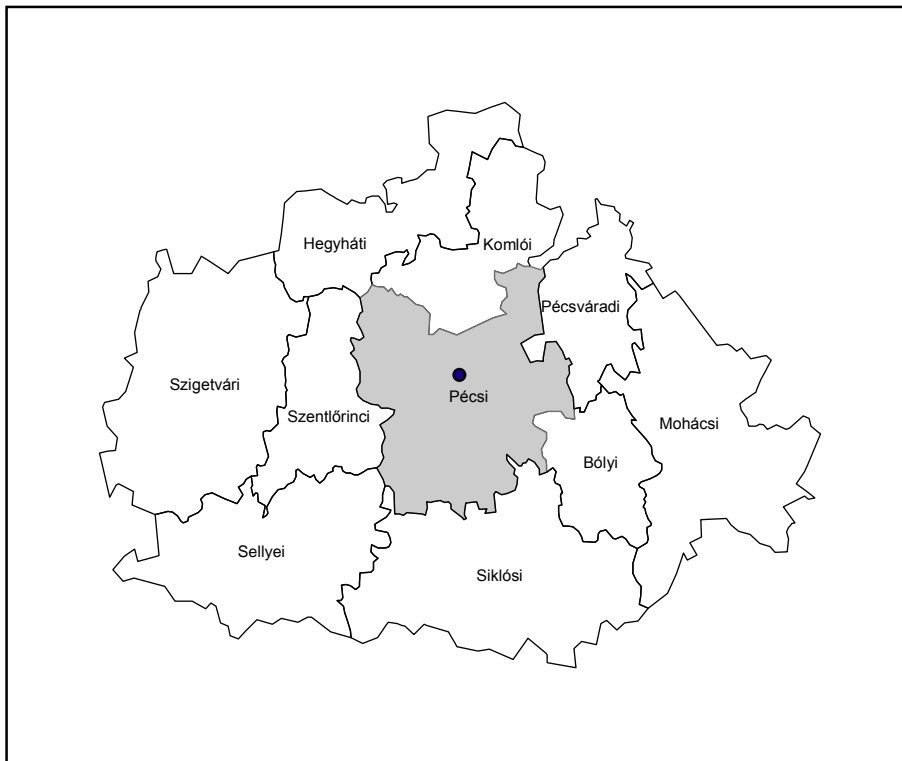 Hegyháti
Komlói
Pécsváradi
Szigetvári
Pécsi
Szentlőrinci
Mohácsi
Bólyi
Sellyei
Siklósi